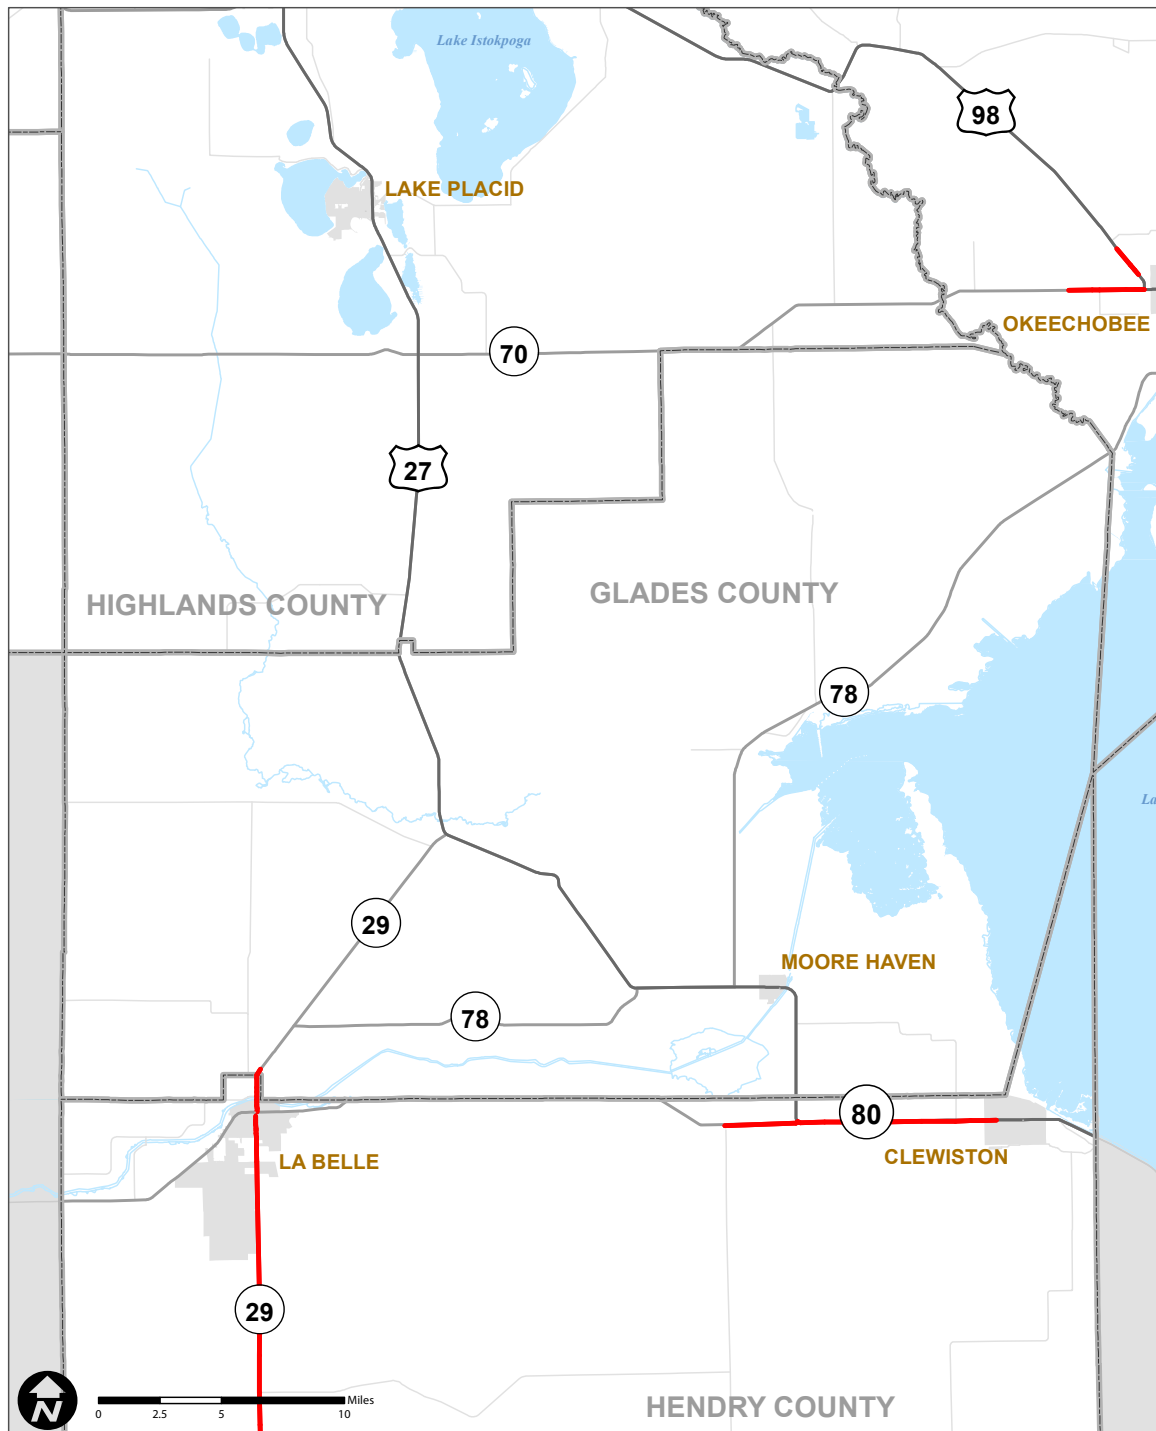 Lake Istokpoga
98
LAKE PLACID
OKEECHOBEE
70
27
HIGHLANDS COUNTY
GLADES COUNTY
78
La
29
MOORE HAVEN
78
80
LA BELLE
CLEWISTON
29
Miles
0 2.5 5 10
N
HENDRY COUNTY